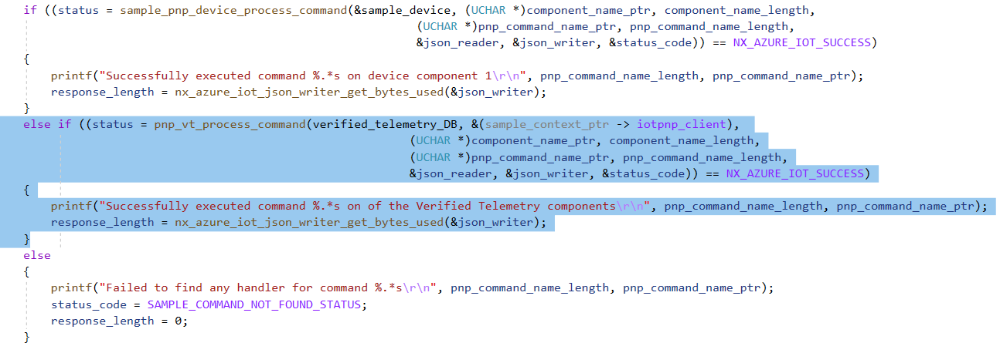 if ((status = sample_pnp_device_process_command(&sample_device, (UCHAR *)component_name_ptr, component_name_length,
(UCHAR *)pnp_command_name_ptr, pnp_command_name_length,
&json_reader, &json_writer, &status_code)) == NX_AZURE_IOT_SUCCESS)
{
printf("Successfully executed command %.*s on device component 1\r\n", pnp_command_name_length, pnp_command_name_ptr);
response_length = nx_azure_iot_json_writer_get_bytes_used(&json_writer);
}
else if ((status = pnp_vt_process_command(verified_telemetry_DB, &(sample_context_ptr -> iotpnp_client),
(UCHAR *)component_name_ptr, component_name_length,
(UCHAR *)pnp_command_name_ptr, pnp_command_name_length,
&json_reader, &json_writer, &status_code)) == NX_AZURE_IOT_SUCCESS)
{
printf("Successfully executed command %.*s on of the Verified Telemetry components\r\n", pnp_command_name_length, pnp_command_name_ptr);
response_length = nx_azure_iot_json_writer_get_bytes_used(&json_writer);
}
else
{
printf("Failed to find any handler for command %.*s\r\n", pnp_command_name_length, pnp_command_name_ptr);
status_code = SAMPLE_COMMAND_NOT_FOUND_STATUS;
response_length = 0;
}